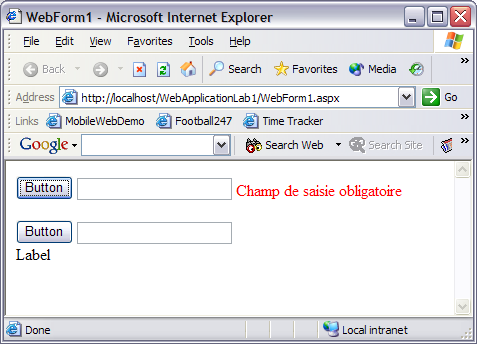 WebForm1 - Microsoft Internet Explorer
File Edit View Favorites Tools Help
Back Search Favorites Media
Address http://localhost/WebApplicationLab1/WebForm1.aspx Go
Links MobileWebDemo Football247 Time Tracker
Google Search Web Search Site
Button Champ de saisie obligatoire
Button
Label
Done Local intranet